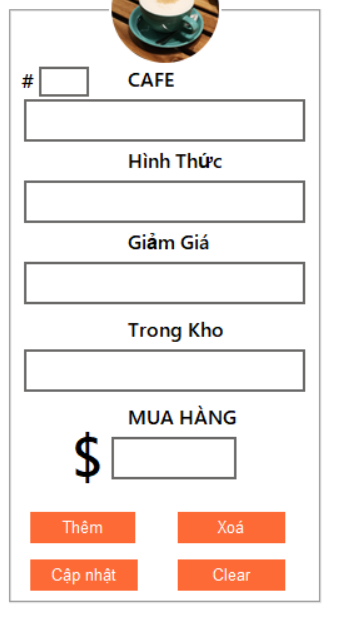 # CAFE
Hình Thức
Giảm Giá
Trong Kho
MUA HÀNG
$
Thêm Xoá
Cập nhật Clear